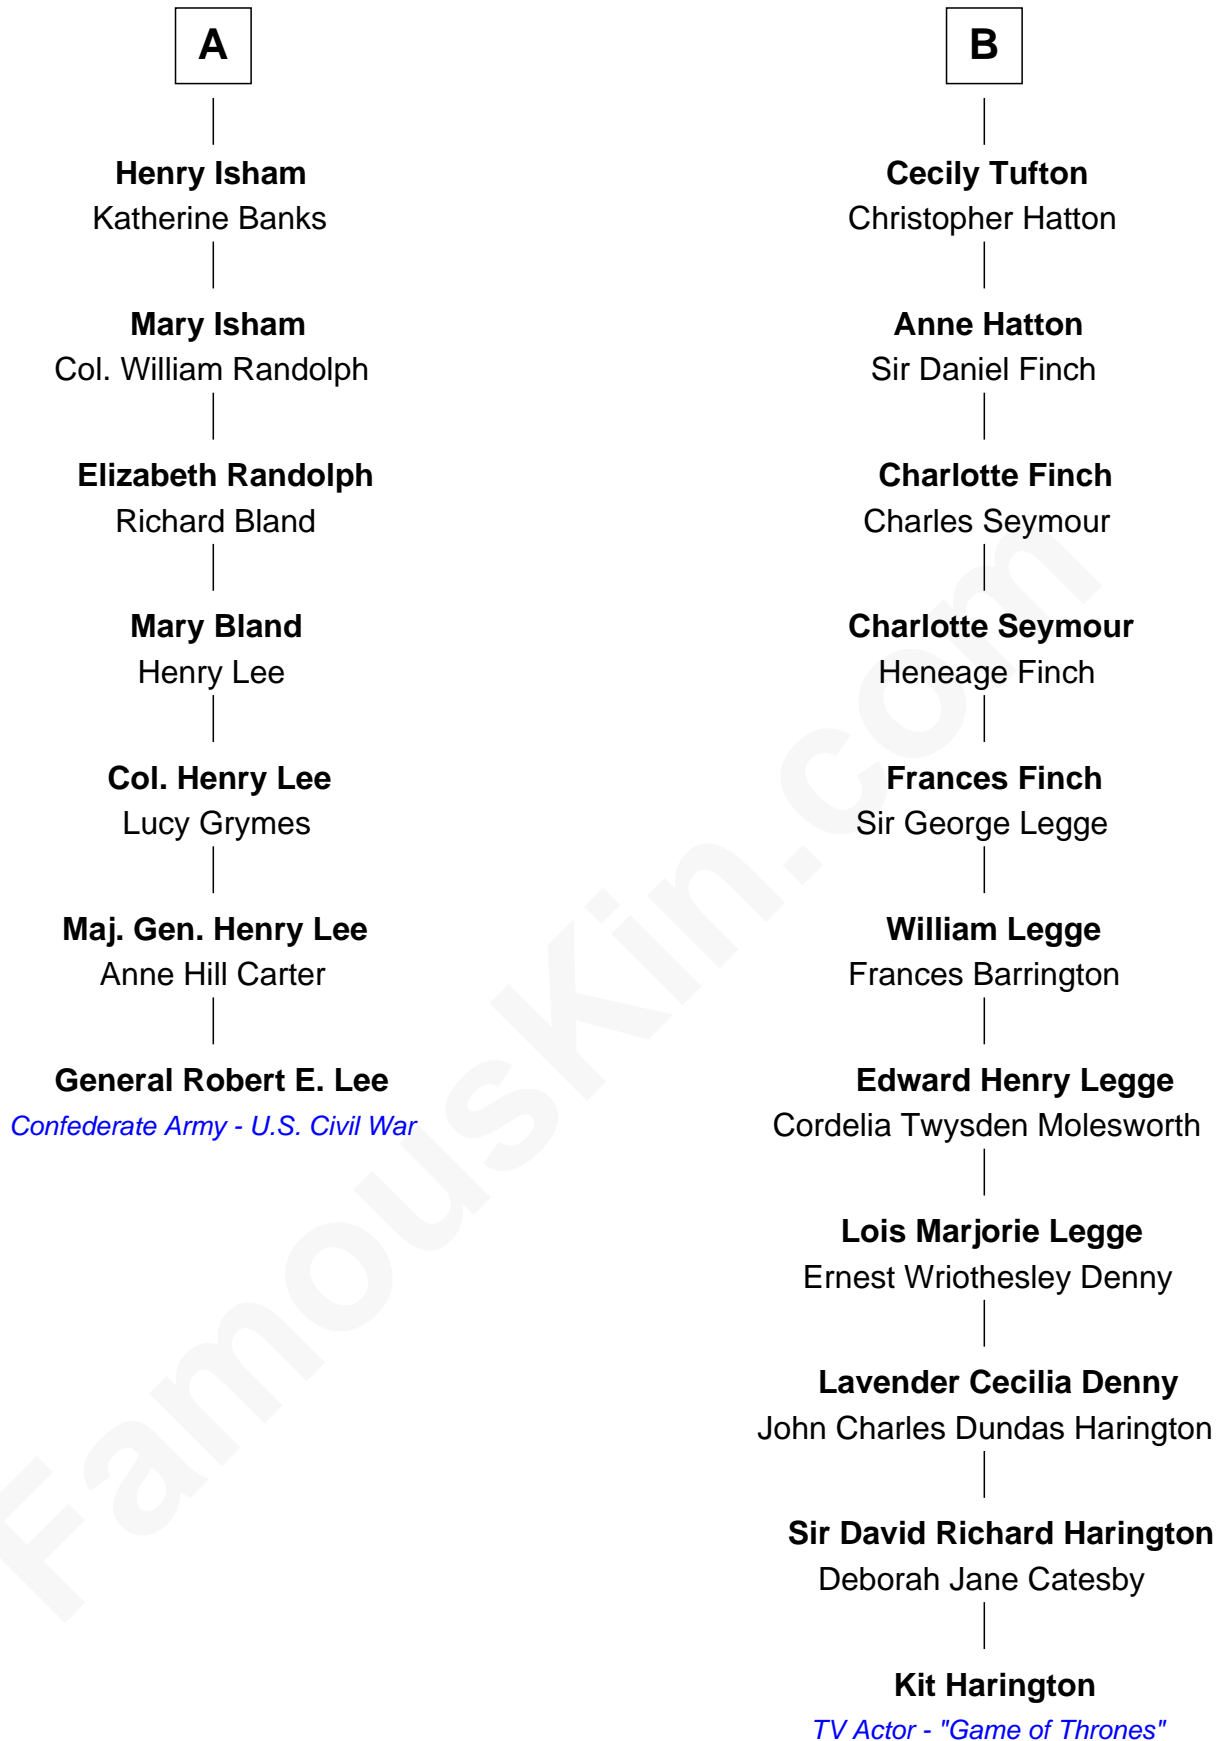 A
Henry Isham
Katherine Banks
Mary Isham
Col. William Randolph
Elizabeth Randolph
Richard Bland
Mary Bland
Henry Lee
Col. Henry Lee
Lucy Grymes
Maj. Gen. Henry Lee
Anne Hill Carter
General Robert E. Lee
Confederate Army - U.S. Civil War
B
Cecily Tufton
Christopher Hatton
Anne Hatton
Sir Daniel Finch
Charlotte Finch
Charles Seymour
Charlotte Seymour
Heneage Finch
Frances Finch
Sir George Legge
William Legge
Frances Barrington
Edward Henry Legge
Cordelia Twysden Molesworth
Lois Marjorie Legge
Ernest Wriothesley Denny
Lavender Cecilia Denny
John Charles Dundas Harington
Sir David Richard Harington
Deborah Jane Catesby
Kit Harington
TV Actor - "Game of Thrones"
FamousKin.com